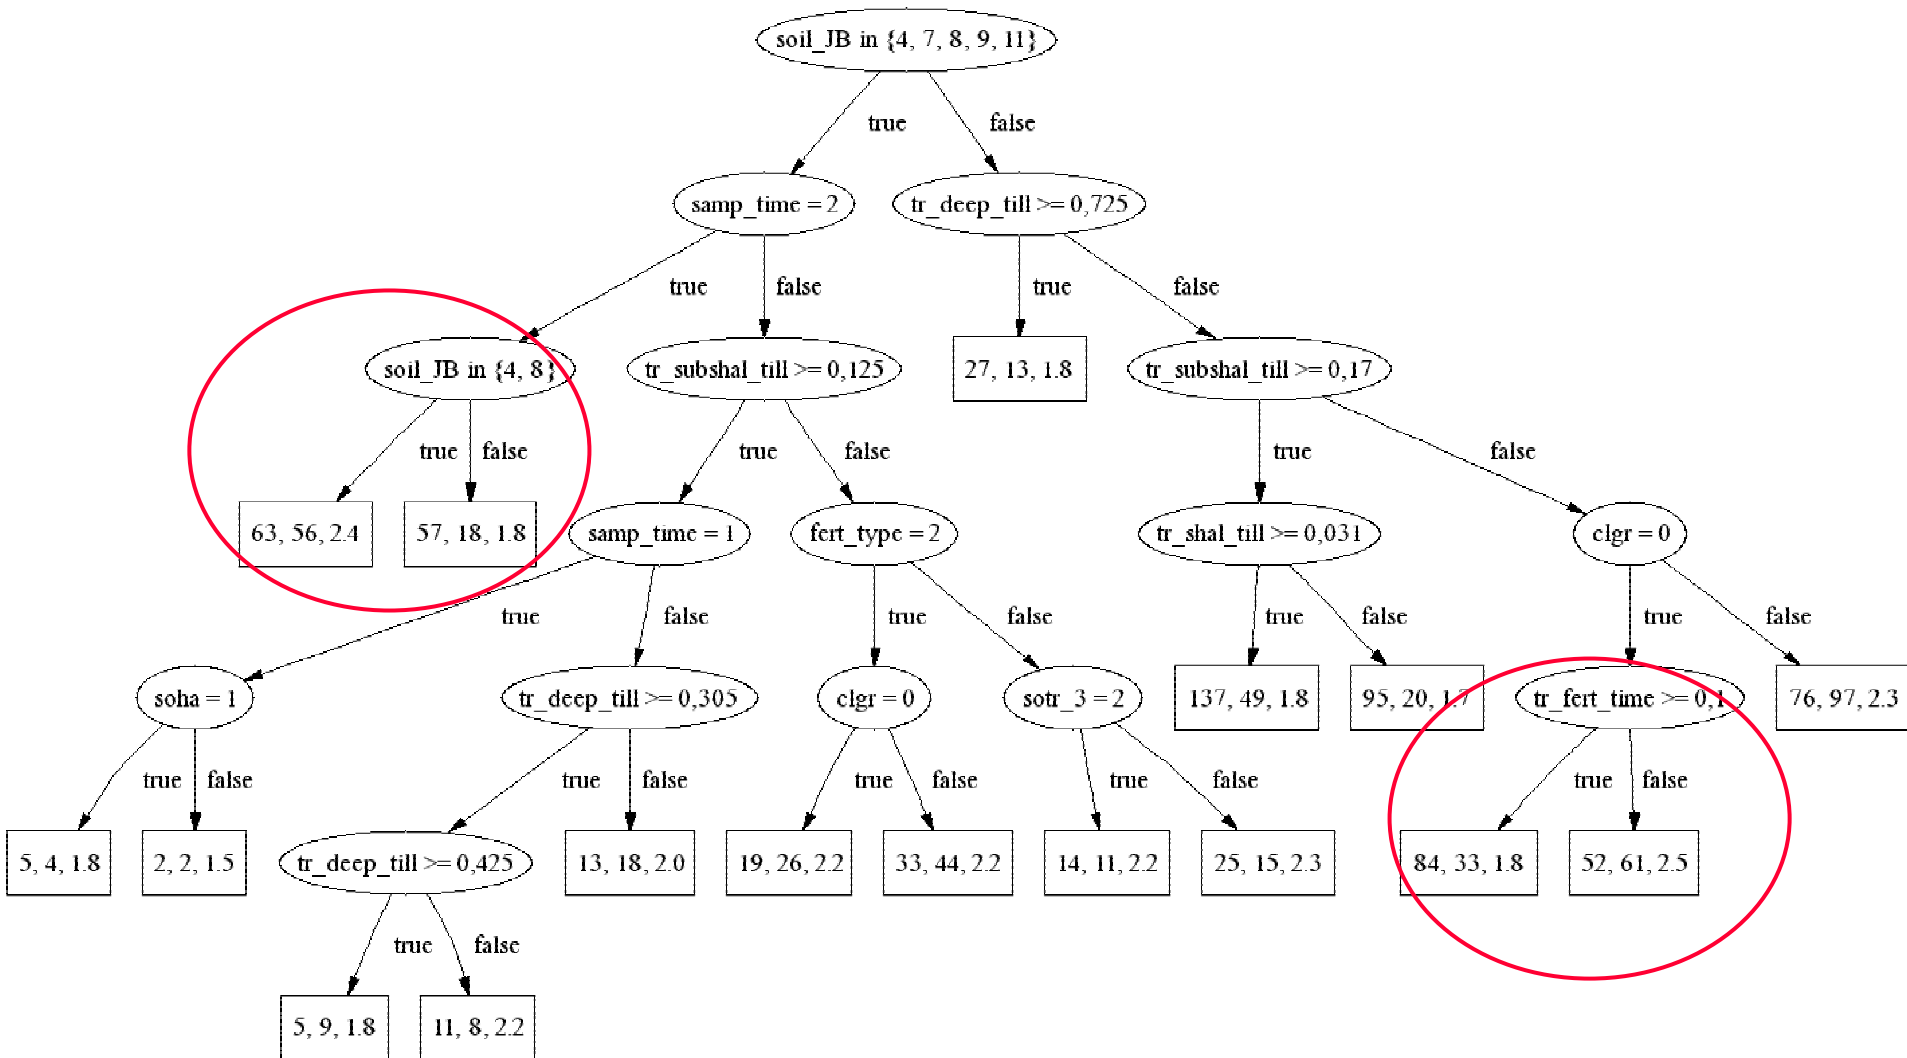 soil_JB in {4, 7, 8, 9, 11}
true
false
samp_time = 2
tr_deep_till >= 0,725
true
false
true
false
soil_JB in {4, 8}
tr_subshal_till >= 0,125
27, 13, 1.8
tr_subshal_till >= 0,17
true
false
true
false
true
false
63, 56, 2.4
57, 18, 1.8
samp_time = 1
fert_type = 2
tr_shal_till >= 0,031
clgr = 0
true
false
true
false
true
false
true
false
soha = 1
tr_deep_till >= 0,305
clgr = 0
sotr_3 = 2
137, 49, 1.8
95, 20, 1.7
tr_fert_time >= 0,1
76, 97, 2.3
true
false
true
false
true
false
true
false
true
false
5, 4, 1.8
2, 2, 1.5
tr_deep_till >= 0,425
13, 18, 2.0
19, 26, 2.2
33, 44, 2.2
14, 11, 2.2
25, 15, 2.3
84, 33, 1.8
52, 61, 2.5
true
false
5, 9, 1.8
11, 8, 2.2